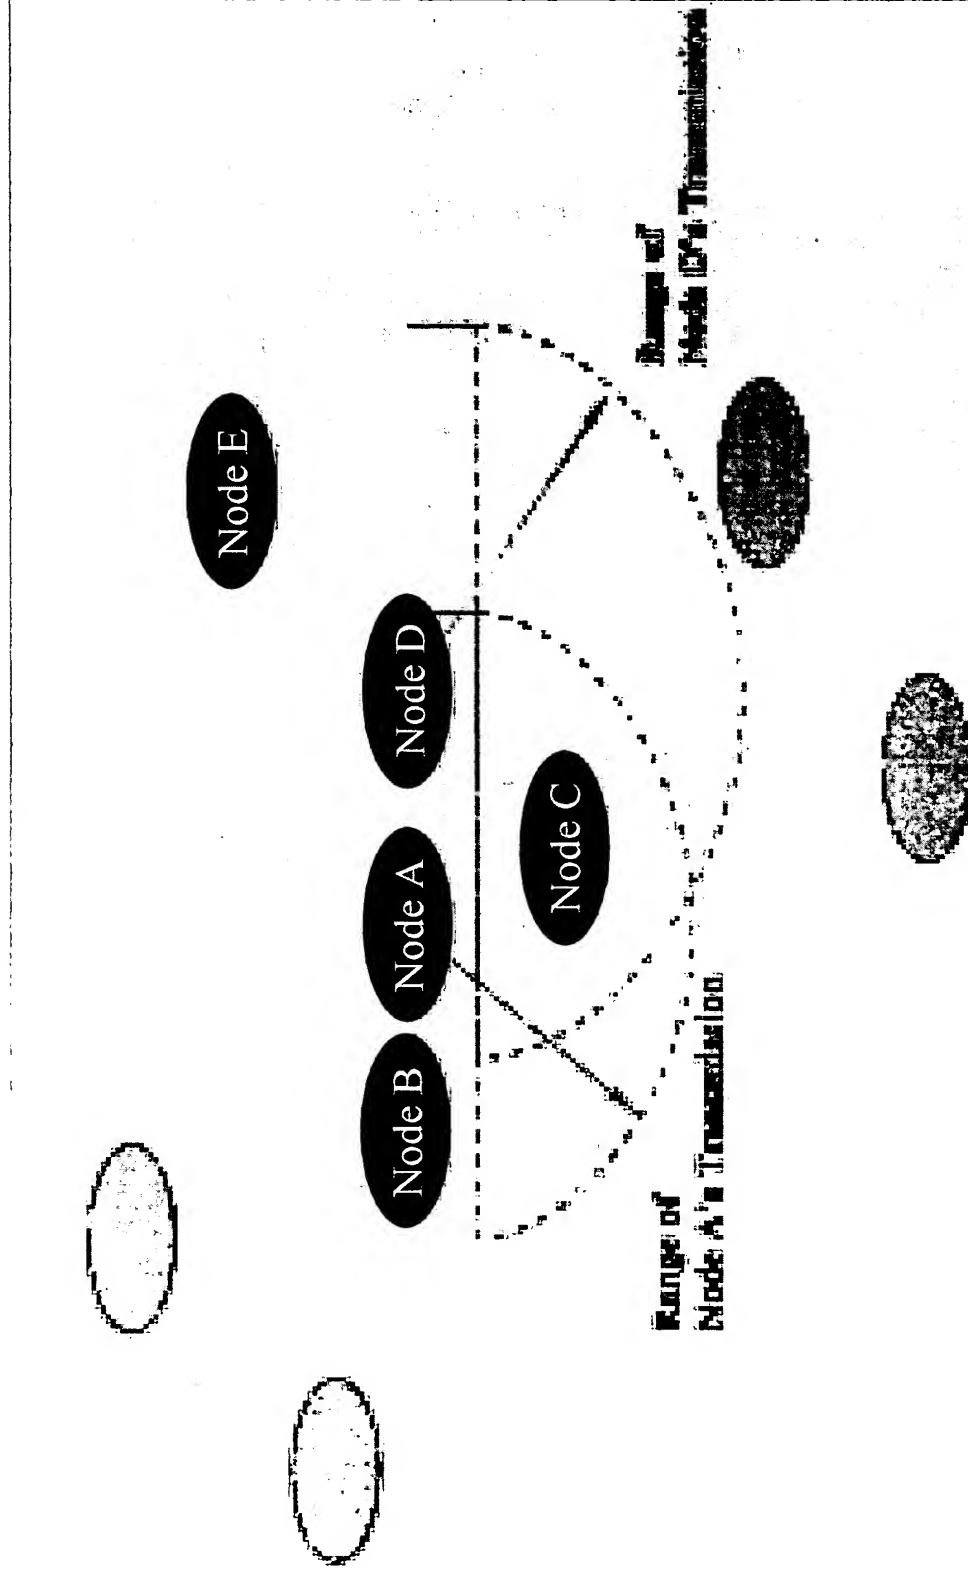 Node E
Node B
Node A
Node D
Node C
Range of
Node A's Transmission
Range of
Node D's Transmission